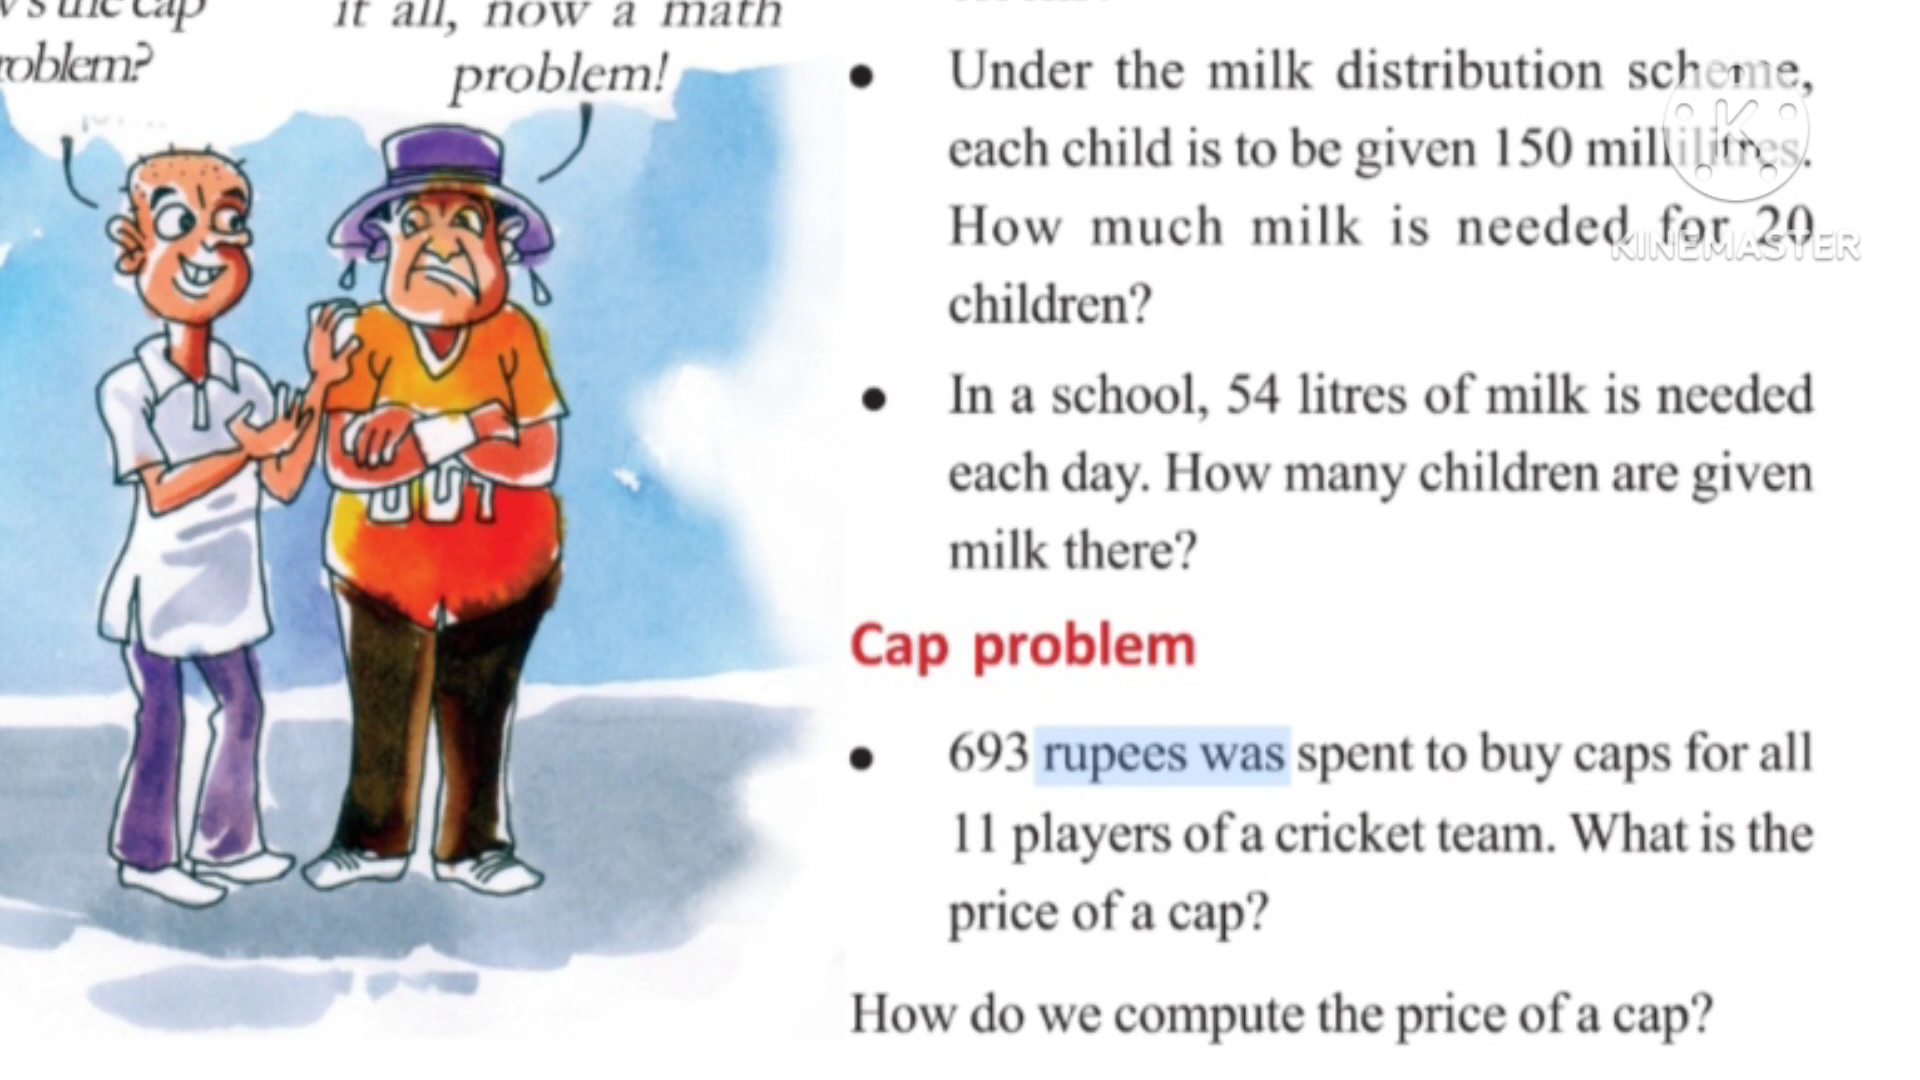 the cap
roblem?
it all, now a math
problem!
Under the milk distribution scheme,
each child is to be given 150 millilitres.
How much milk is needed for 20
children?
In a school, 54 litres of milk is needed
each day. How many children are given
milk there?
Cap problem
693 rupees was spent to buy caps for all
11 players of a cricket team. What is the
price of a cap?
How do we compute the price of a cap?
K
KINEMASTER